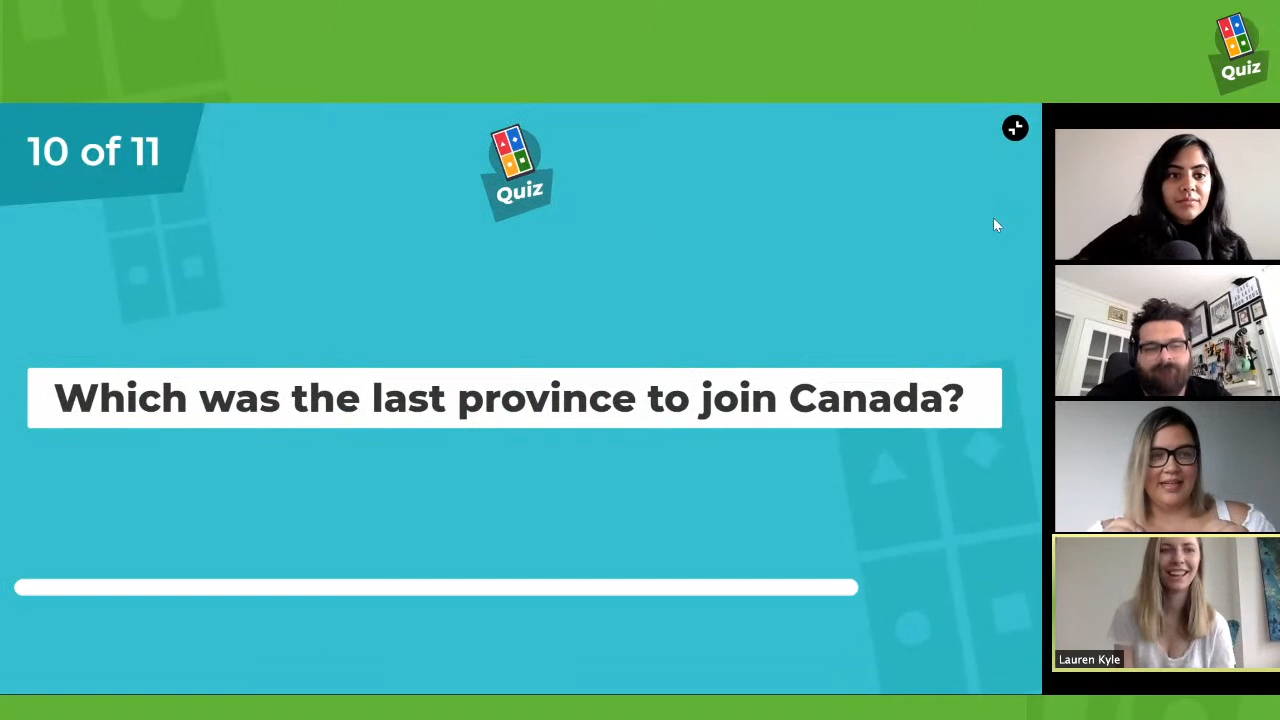 Quiz
10 of 11
Quiz
Which was the last province to join Canada?
Lauren Kyle